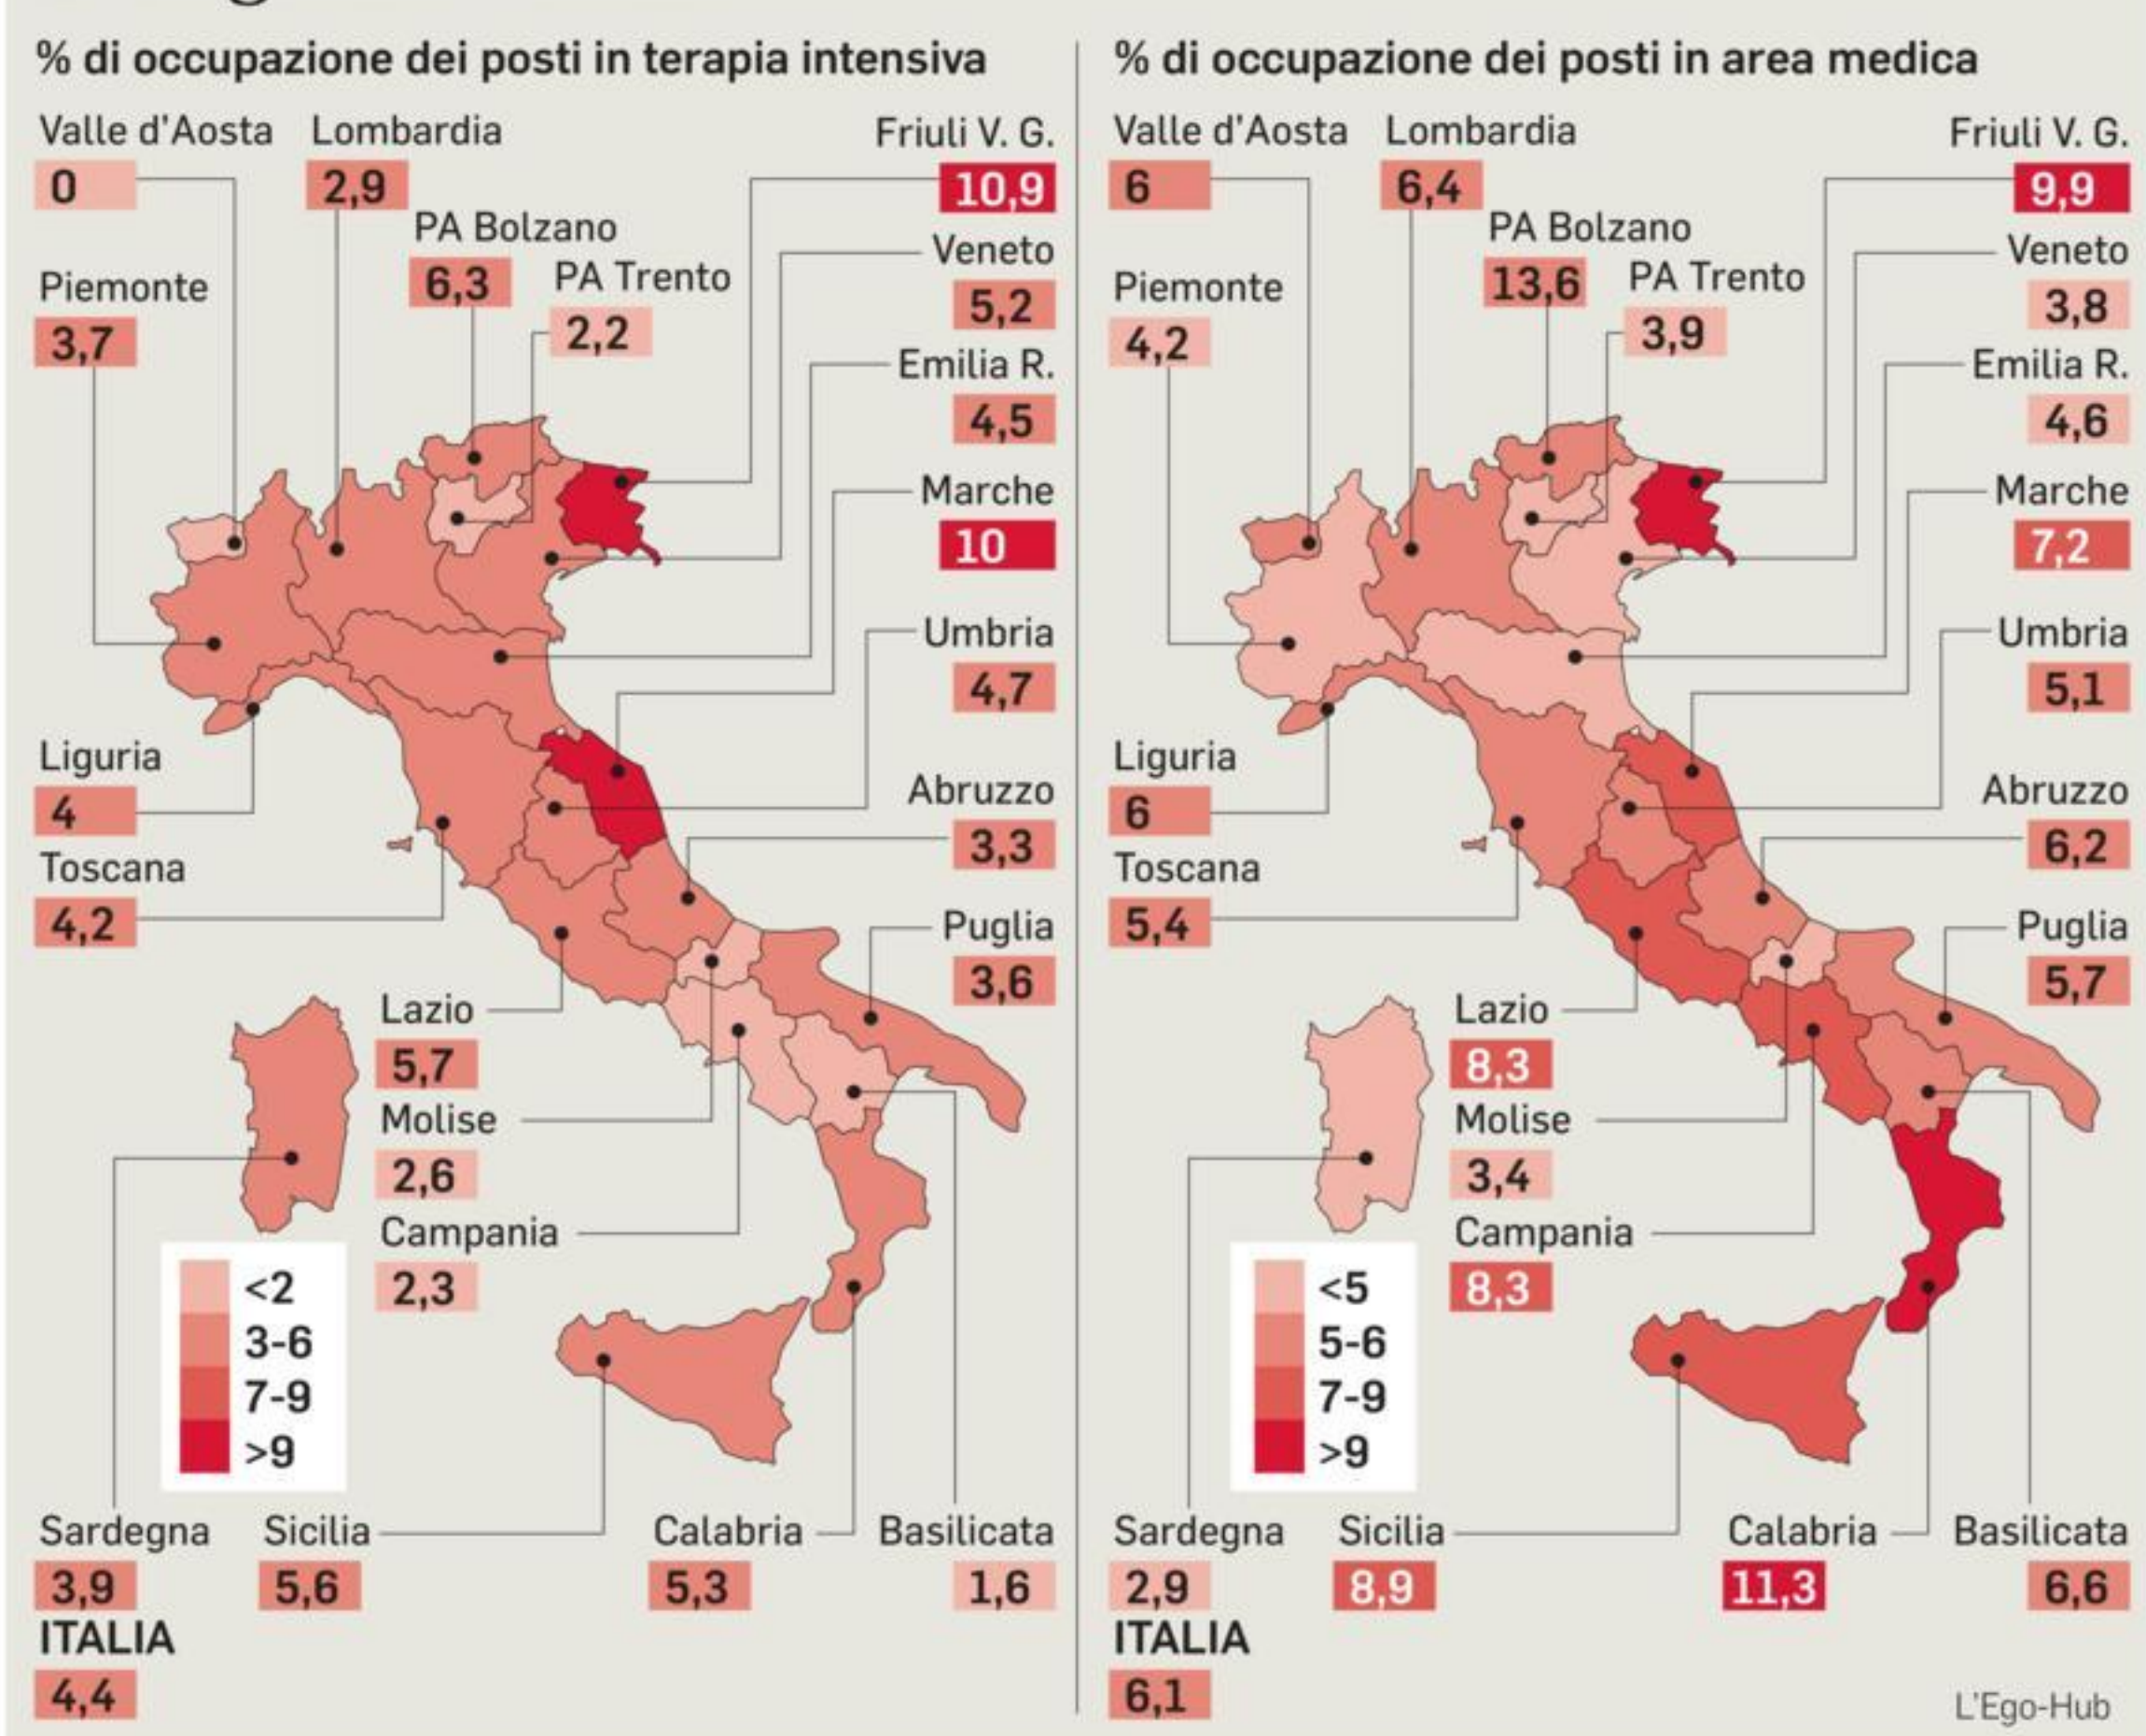 % di occupazione dei posti in terapia intensiva
Valle d'Aosta
0
Lombardia
2,9
Friuli V. G.
10,9
PA Bolzano
6,3
PA Trento
2,2
Veneto
5,2
Piemonte
3,7
Emilia R.
4,5
Marche
10
Umbria
4,7
Liguria
4
Abruzzo
3,3
Toscana
4,2
Puglia
3,6
Lazio
5,7
Molise
2,6
Campania
2,3
<2
3-6
7-9
>9
Sardegna
3,9
Sicilia
5,6
Calabria
5,3
Basilicata
1,6
ITALIA
4,4
% di occupazione dei posti in area medica
Valle d'Aosta
6
Lombardia
6,4
Friuli V. G.
9,9
PA Bolzano
13,6
PA Trento
3,9
Veneto
3,8
Piemonte
4,2
Emilia R.
4,6
Marche
7,2
Umbria
5,1
Liguria
6
Abruzzo
6,2
Toscana
5,4
Puglia
5,7
Lazio
8,3
Molise
3,4
Campania
8,3
<5
5-6
7-9
>9
Sardegna
2,9
Sicilia
8,9
Calabria
11,3
Basilicata
6,6
ITALIA
6,1
L'Ego-Hub